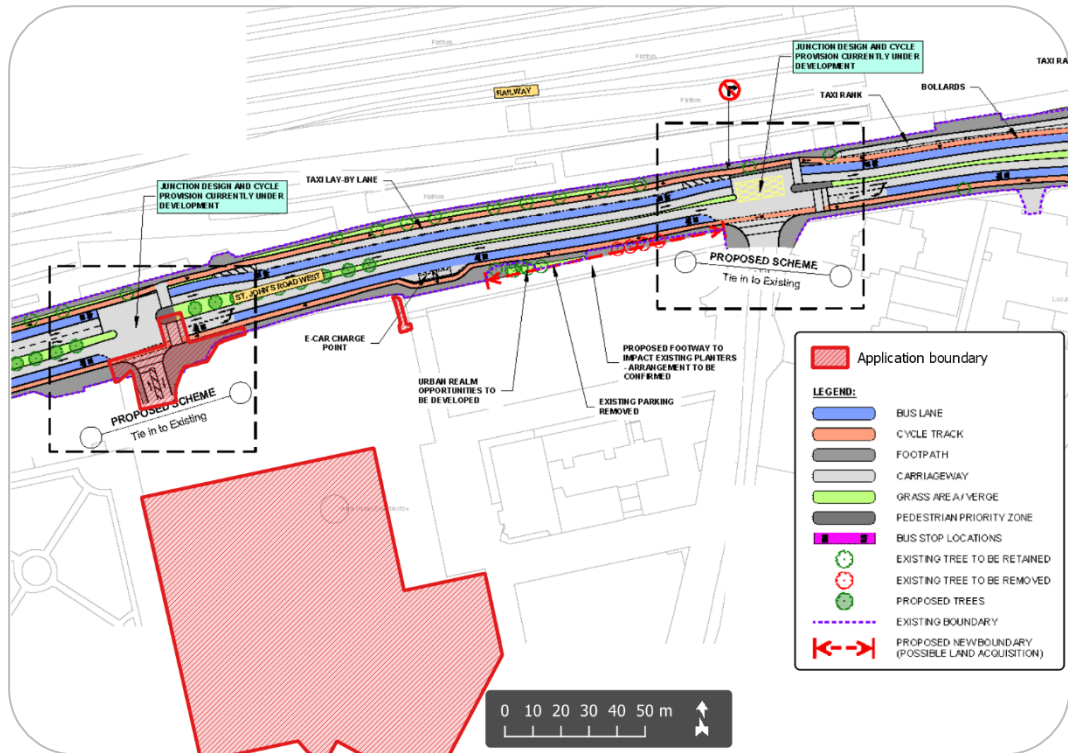 JUNCTION DESIGN AND CYCLE
PROVISION CURRENTLY UNDER
DEVELOPMENT
TAXI RA
BOLLARDS
TAXI RANK
RAILWAY
JUNCTION DESIGN AND CYCLE
PROVISION CURRENTLY UNDER
DEVELOPMENT
TAXI LAY-BY LANE
ST. JOHN'S ROAD WEST
PROPOSED SCHEME
Tie in to Existing
E-CAR CHARGE
POINT
PROPOSED FOOTWAY TO
IMPACT EXISTING PLANTERS
- ARRANGEMENT TO BE
CONFIRMED
URBAN REALM
OPPORTUNITIES TO
BE DEVELOPED
EXISTING PARKING
REMOVED
PROPOSED SCHEME
Tie in to Existing
Application boundary
LEGEND:
BUS LANE
CYCLE TRACK
FOOTPATH
CARRIAGEWAY
GRASS AREA / VERGE
PEDESTRIAN PRIORITY ZONE
BUS STOP LOCATIONS
EXISTING TREE TO BE RETAINED
EXISTING TREE TO BE REMOVED
PROPOSED TREES
EXISTING BOUNDARY
PROPOSED NEW BOUNDARY
(POSSIBLE LAND ACQUISITION)
0 10 20 30 40 50 m